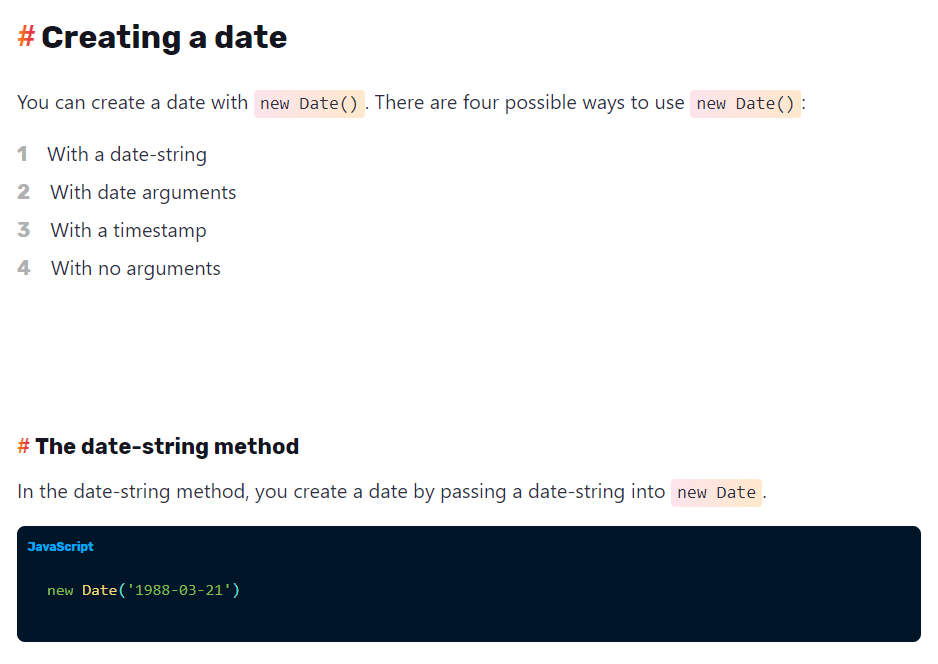 # Creating a date
You can create a date with new Date(). There are four possible ways to use new Date():
1 With a date-string
2 With date arguments
3 With a timestamp
4 With no arguments
# The date-string method
In the date-string method, you create a date by passing a date-string into new Date.
JavaScript
new Date('1988-03-21')